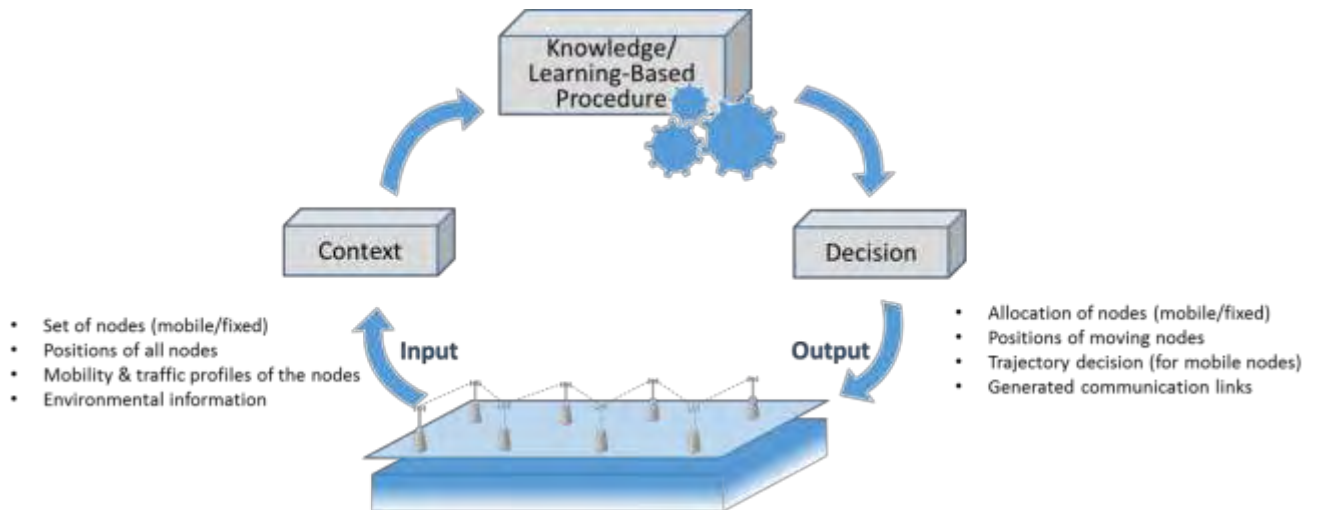 Knowledge/
Learning-Based
Procedure
Context
Decision
• Set of nodes (mobile/fixed)
• Positions of all nodes
• Mobility & traffic profiles of the nodes
• Environmental information
Input
Output
• Allocation of nodes (mobile/fixed)
• Positions of moving nodes
• Trajectory decision (for mobile nodes)
• Generated communication links